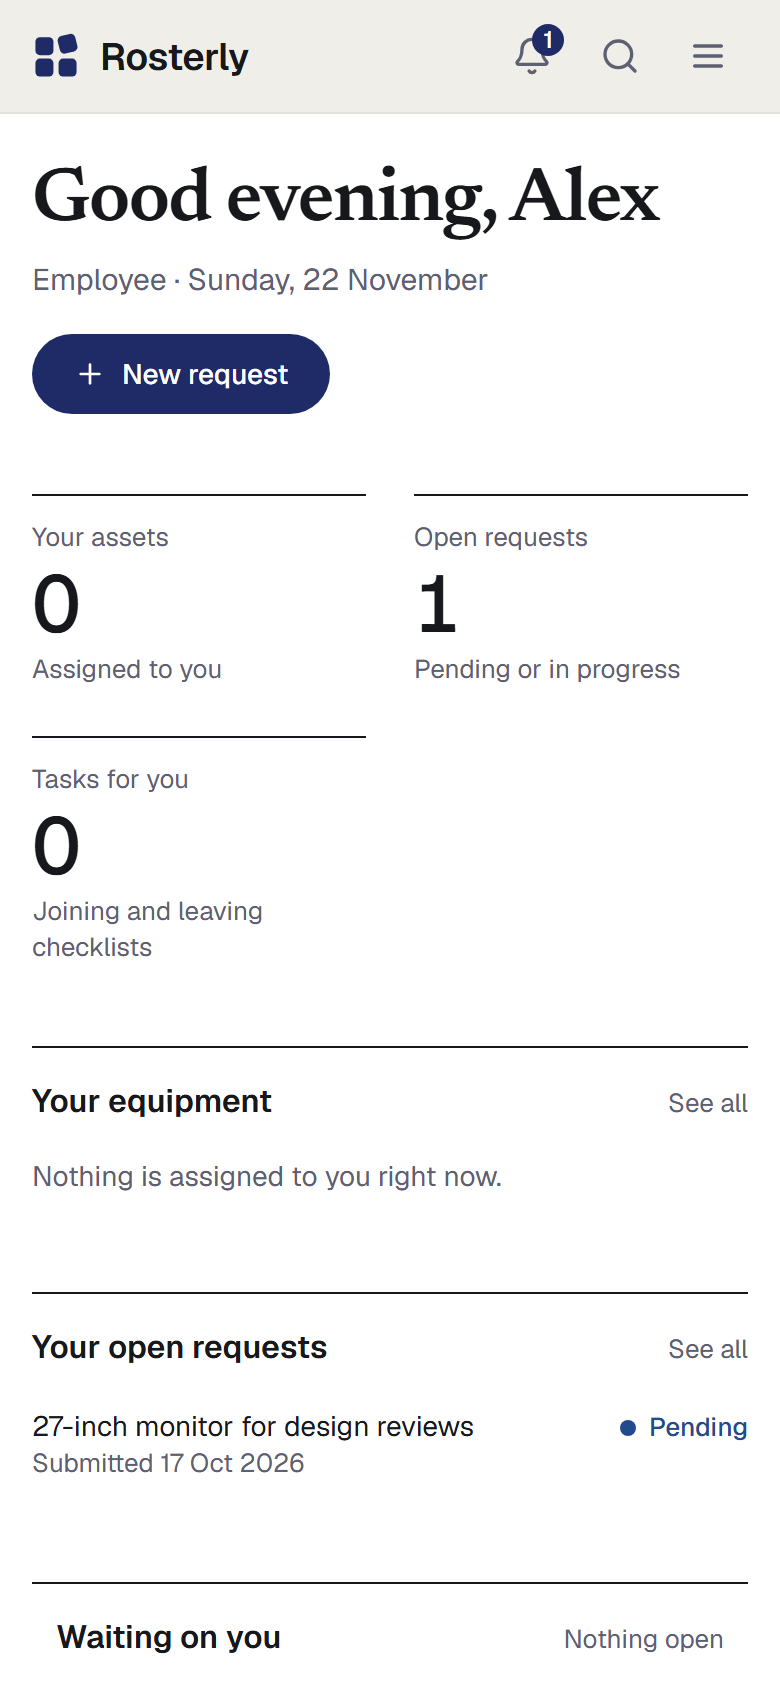 Rosterly
1
Good evening, Alex
Employee · Sunday, 22 November
New request
Your assets
0
Assigned to you
Open requests
1
Pending or in progress
Tasks for you
0
Joining and leaving
checklists
Your equipment
See all
Nothing is assigned to you right now.
Your open requests
See all
27-inch monitor for design reviews
Pending
Submitted 17 Oct 2026
Waiting on you
Nothing open